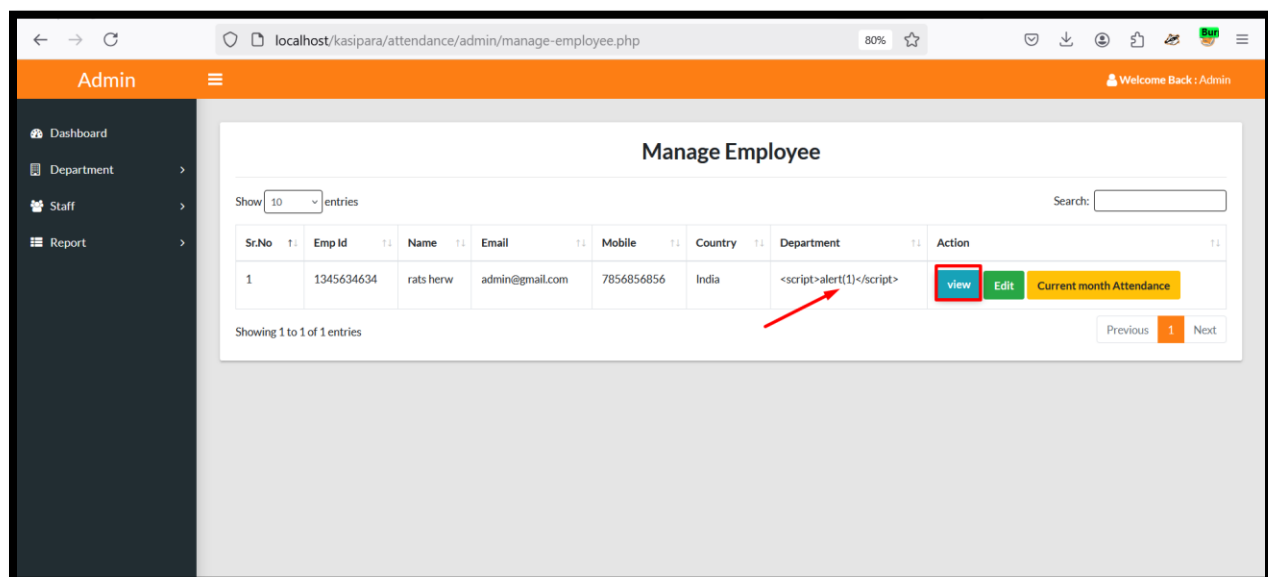 localhost/kasipara/attendance/admin/manage-employee.php 80% Bur
Admin Welcome Back : Admin
Dashboard
Department
Staff
Report
Manage Employee
Show 10 entries Search:
Sr.No Emp Id Name Email Mobile Country Department Action
1 1345634634 rats herw admin@gmail.com 7856856856 India <script>alert(1)</script> view Edit Current month Attendance
Showing 1 to 1 of 1 entries Previous 1 Next